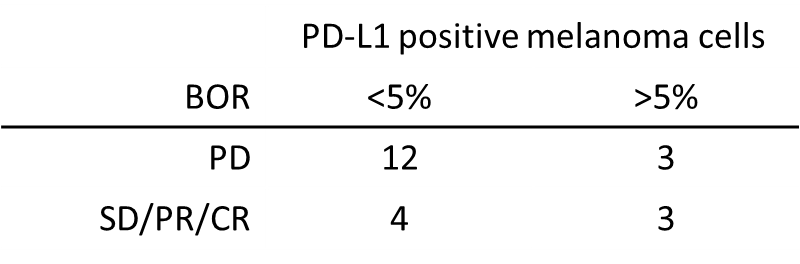 PD-L1 positive melanoma cells
BOR <5% >5%
PD 12 3
SD/PR/CR 4 3